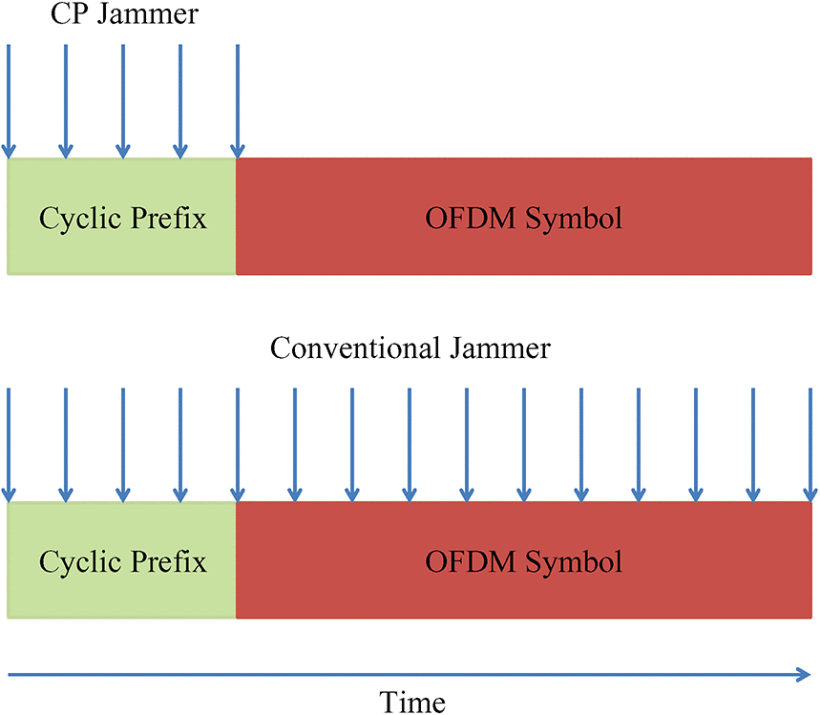 CP Jammer
Cyclic Prefix
OFDM Symbol
Conventional Jammer
Cyclic Prefix
OFDM Symbol
Time